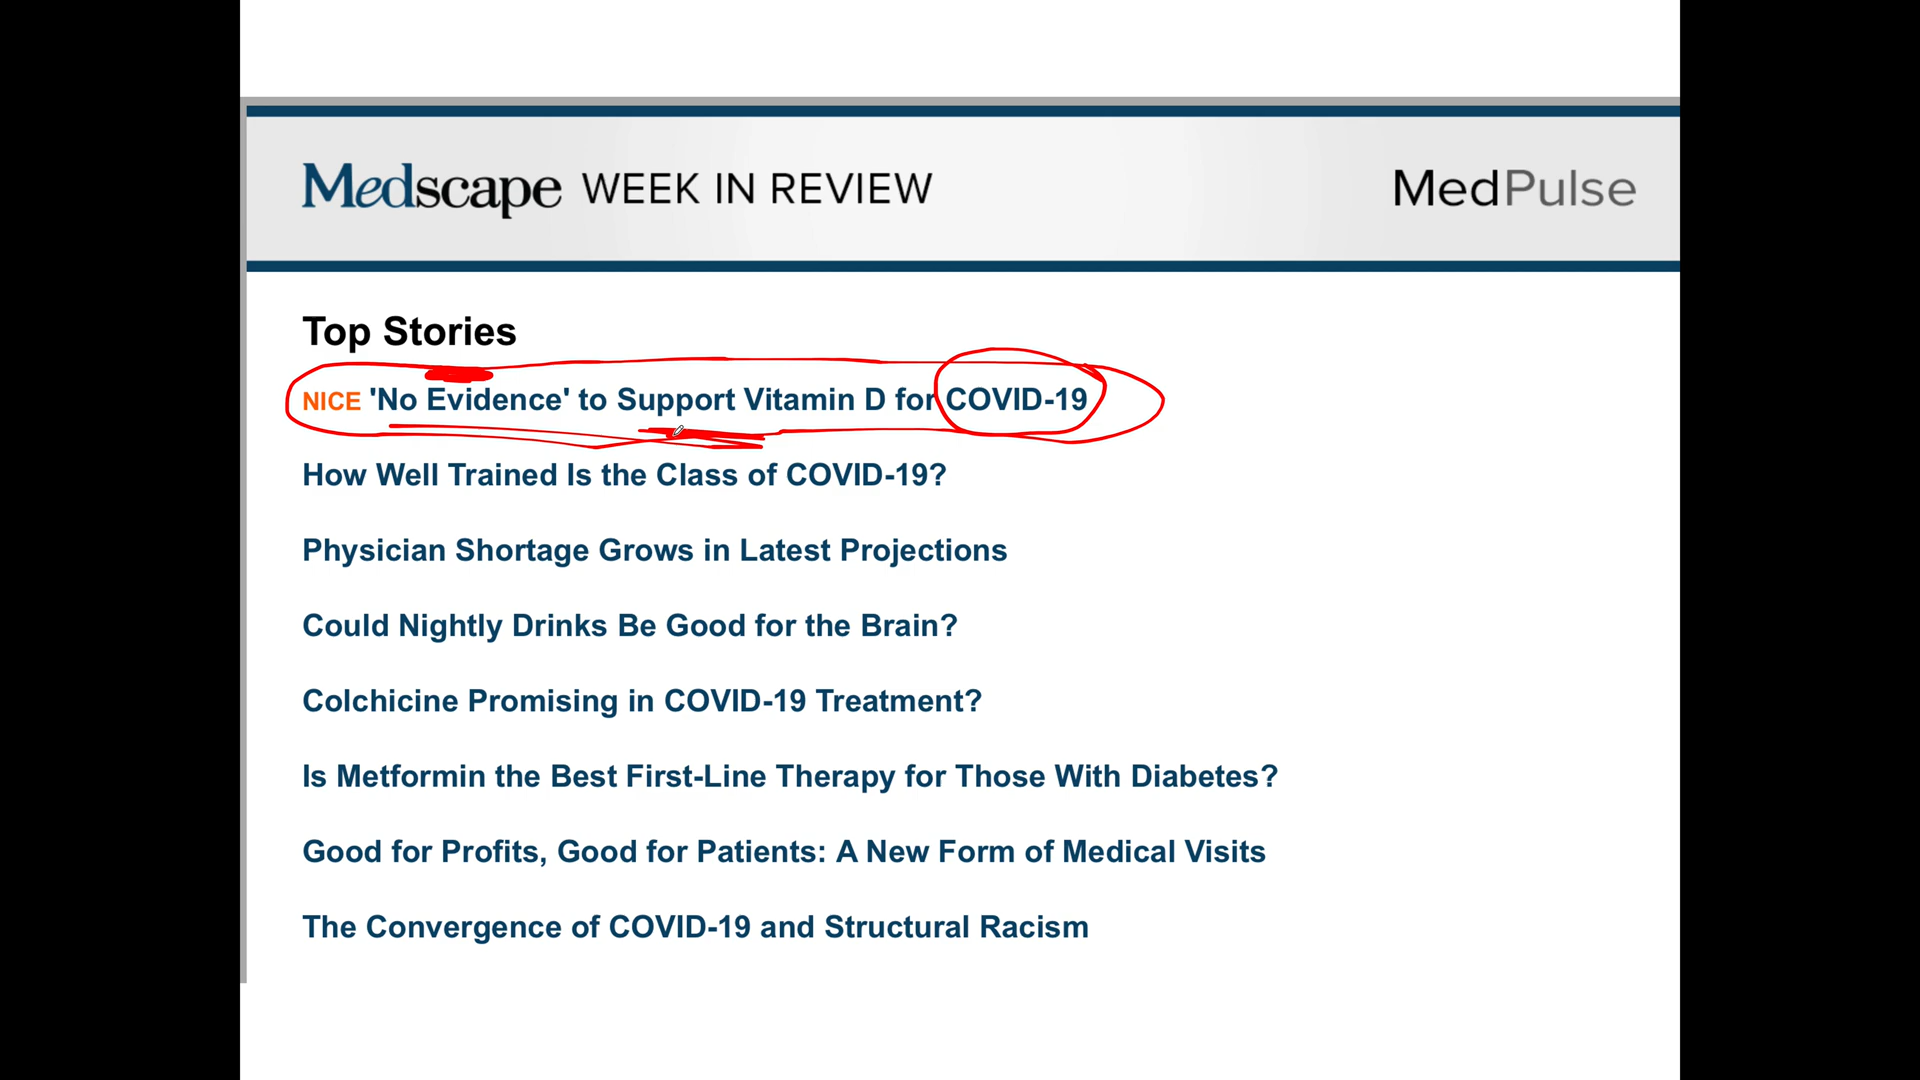 Medscape WEEK IN REVIEW MedPulse
Top Stories
NICE 'No Evidence' to Support Vitamin D for COVID-19
How Well Trained Is the Class of COVID-19?
Physician Shortage Grows in Latest Projections
Could Nightly Drinks Be Good for the Brain?
Colchicine Promising in COVID-19 Treatment?
Is Metformin the Best First-Line Therapy for Those With Diabetes?
Good for Profits, Good for Patients: A New Form of Medical Visits
The Convergence of COVID-19 and Structural Racism